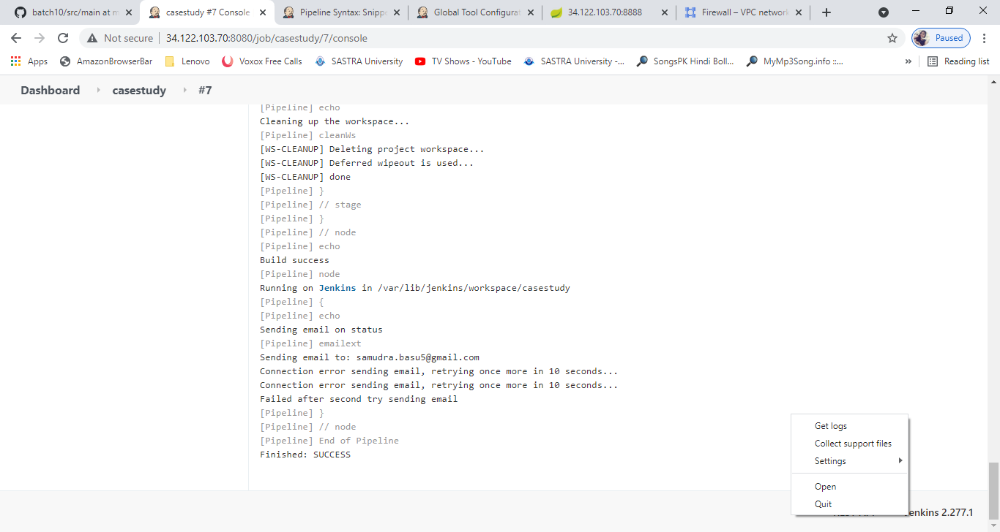 batch10/src/main at m
casestudy #7 Console
Pipeline Syntax: Snippe
Global Tool Configurat
34.122.103.70:8888
Firewall – VPC network
Not secure
34.122.103.70:8080/job/casestudy/7/console
Paused
Apps
AmazonBrowserBar
Lenovo
Voxox Free Calls
SASTRA University
TV Shows - YouTube
SASTRA University -...
SongsPK Hindi Boll...
MyMp3Song.info ::...
»
Reading list
Dashboard
casestudy
#7
[Pipeline] echo
Cleaning up the workspace...
[Pipeline] cleanWs
[WS-CLEANUP] Deleting project workspace...
[WS-CLEANUP] Deferred wipeout is used...
[WS-CLEANUP] done
[Pipeline] }
[Pipeline] // stage
[Pipeline] }
[Pipeline] // node
[Pipeline] echo
Build success
[Pipeline] node
Running on Jenkins in /var/lib/jenkins/workspace/casestudy
[Pipeline] {
[Pipeline] echo
Sending email on status
[Pipeline] emailext
Sending email to: samudra.basu5@gmail.com
Connection error sending email, retrying once more in 10 seconds...
Connection error sending email, retrying once more in 10 seconds...
Failed after second try sending email
[Pipeline] }
[Pipeline] // node
[Pipeline] End of Pipeline
Finished: SUCCESS
Get logs
Collect support files
Settings
Open
Quit
enkins 2.277.1